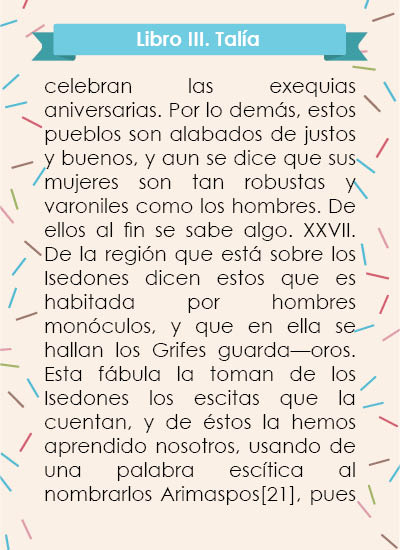 Libro III. Talía
celebran las exequias
aniversarias. Por lo demás, estos
pueblos son alabados de justos
y buenos, y aun se dice que sus
mujeres son tan robustas y
varoniles como los hombres. De
ellos al fin se sabe algo. XXVII.
De la región que está sobre los
Isedones dicen estos que es
habitada por hombres
monóculos, y que en ella se
hallan los Grifes guarda—oros.
Esta fábula la toman de los
Isedones los escitas que la
cuentan, y de éstos la hemos
aprendido nosotros, usando de
una palabra escítica al
nombrarlos Arimaspos[21], pues